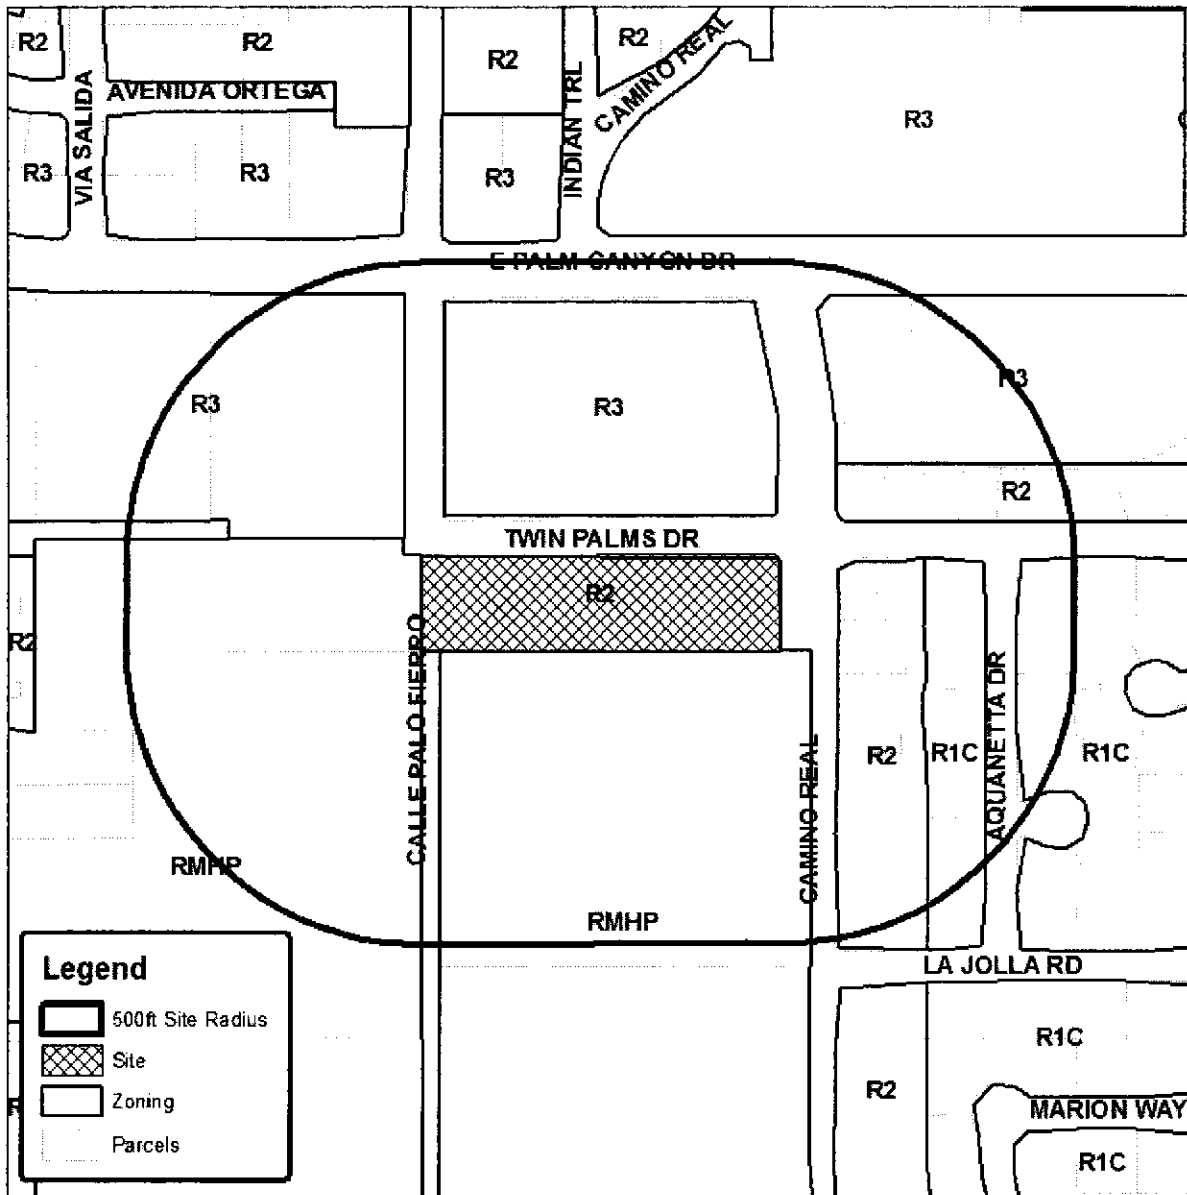 R2
R2
R2
R2
CAMINO REAL
AVENIDA ORTEGA
VIA SALIDA
INDIAN TRL
R3
R3
R3
R3
E PALM CANYON DR
R3
R3
R3
R2
TWIN PALMS DR
R2
R2
CALLE PALO FIERRO
CAMINO REAL
R2
R1C
AQUANETTA DR
R1C
RMHP
RMHP
LA JOLLA RD
R1C
R2
MARION WAY
R1C
Legend
500ft Site Radius
Site
Zoning
Parcels